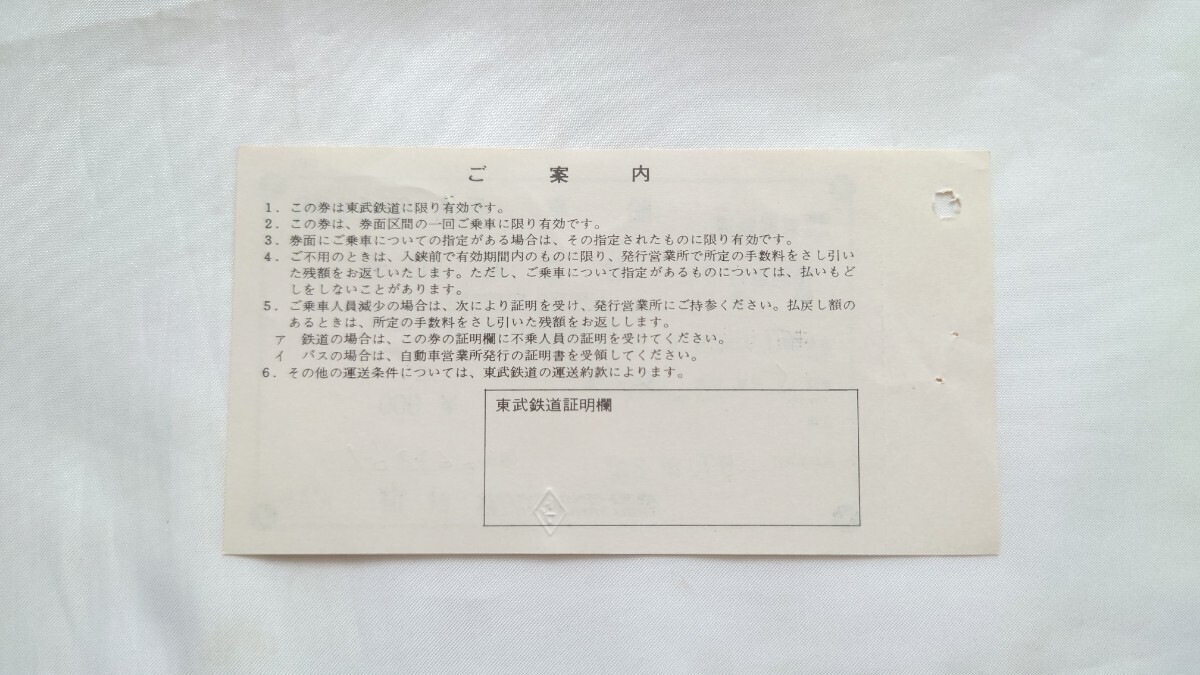 ご案内
1．この券は東武鉄道に限り有効です。
2．この券は、券面区間の一回ご乗車に限り有効です。
3．券面にご乗車についての指定がある場合は、その指定されたものに限り有効です。
4．ご不用のときは、入鋏前で有効期間内のものに限り、発行営業所で所定の手数料をさし引い
た残額をお返しいたします。ただし、ご乗車について指定があるものについては、払いもど
しをしないことがあります。
5．ご乗車人員減少の場合は、次により証明を受け、発行営業所にご持参ください。払戻し額の
あるときは、所定の手数料をさし引いた残額をお返しします。
ア　鉄道の場合は、この券の証明欄に不乗人員の証明を受けてください。
イ　バスの場合は、自動車営業所発行の証明書を受領してください。
6．その他の運送条件については、東武鉄道の運送約款によります。
東武鉄道証明欄